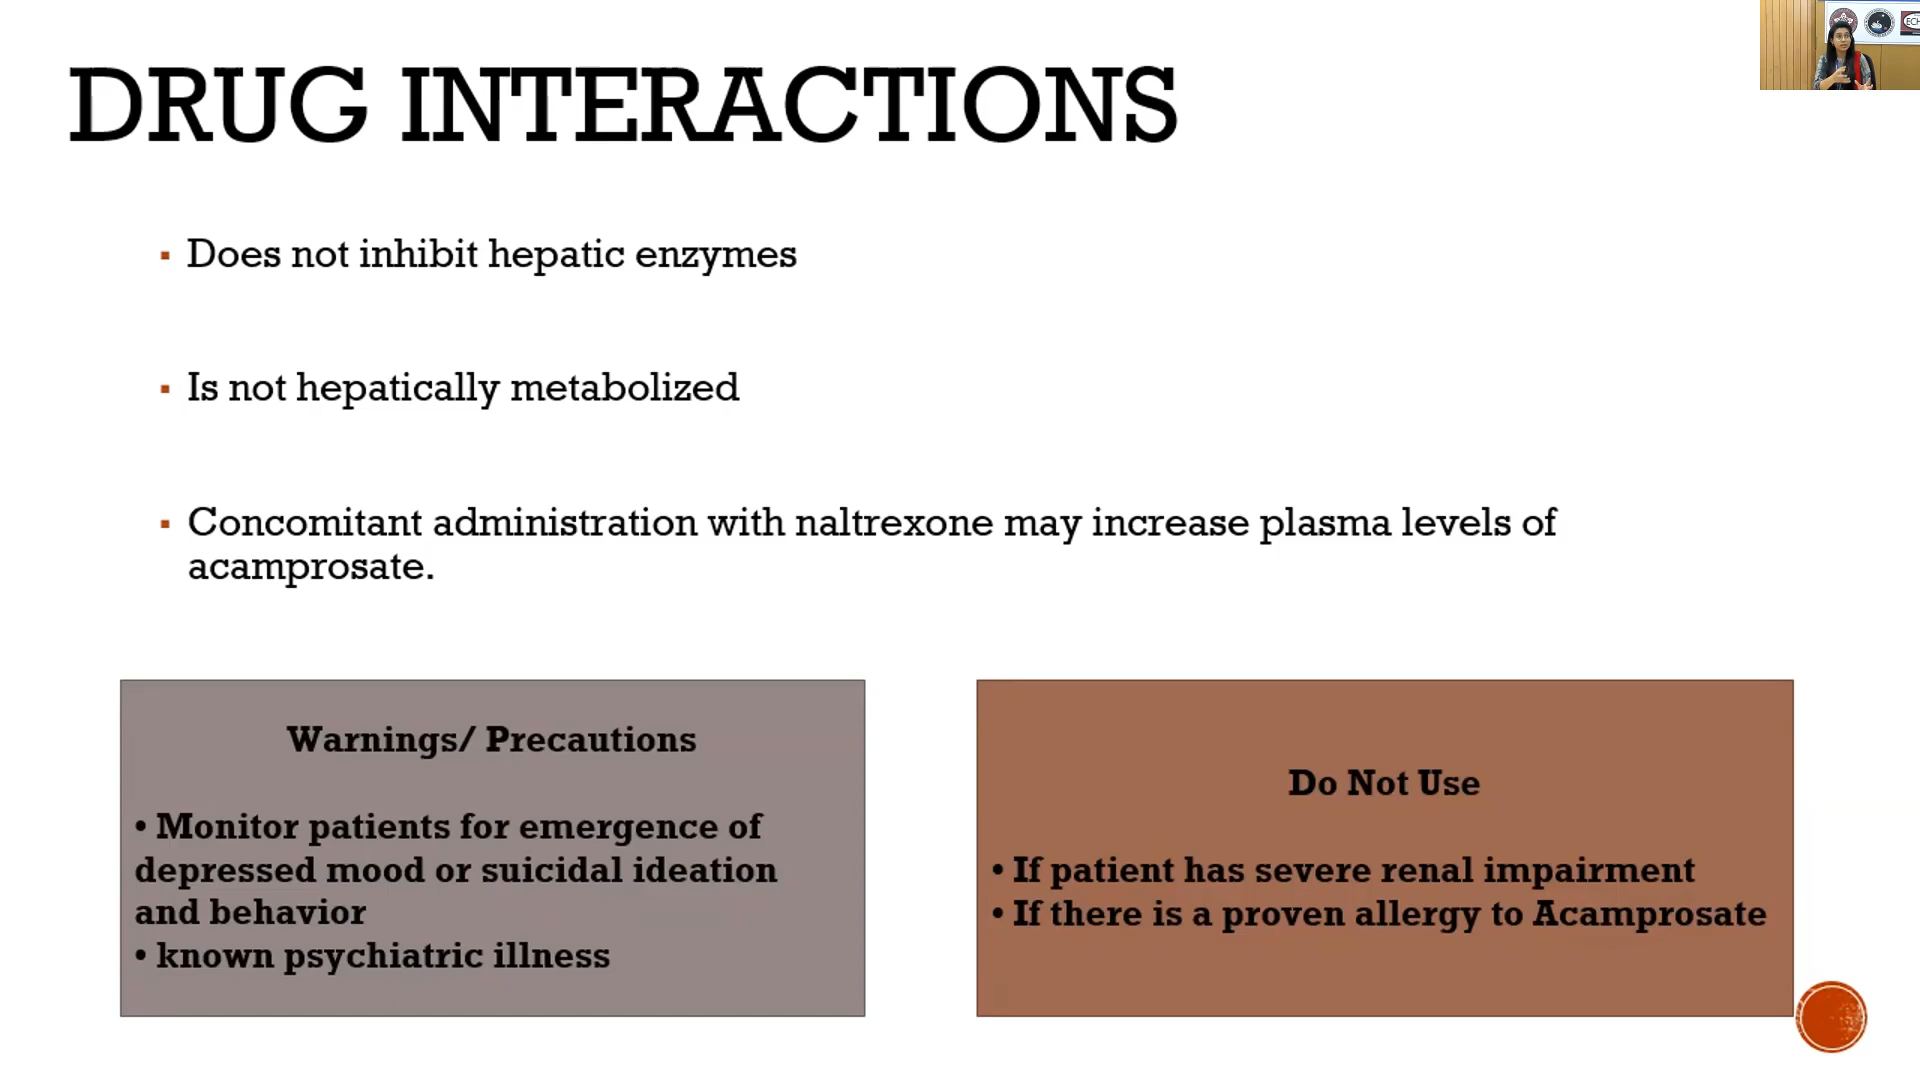 DRUG INTERACTIONS
▪ Does not inhibit hepatic enzymes
▪ Is not hepatically metabolized
▪ Concomitant administration with naltrexone may increase plasma levels of
acamprosate.
Warnings/ Precautions
• Monitor patients for emergence of
depressed mood or suicidal ideation
and behavior
• known psychiatric illness
Do Not Use
• If patient has severe renal impairment
• If there is a proven allergy to Acamprosate